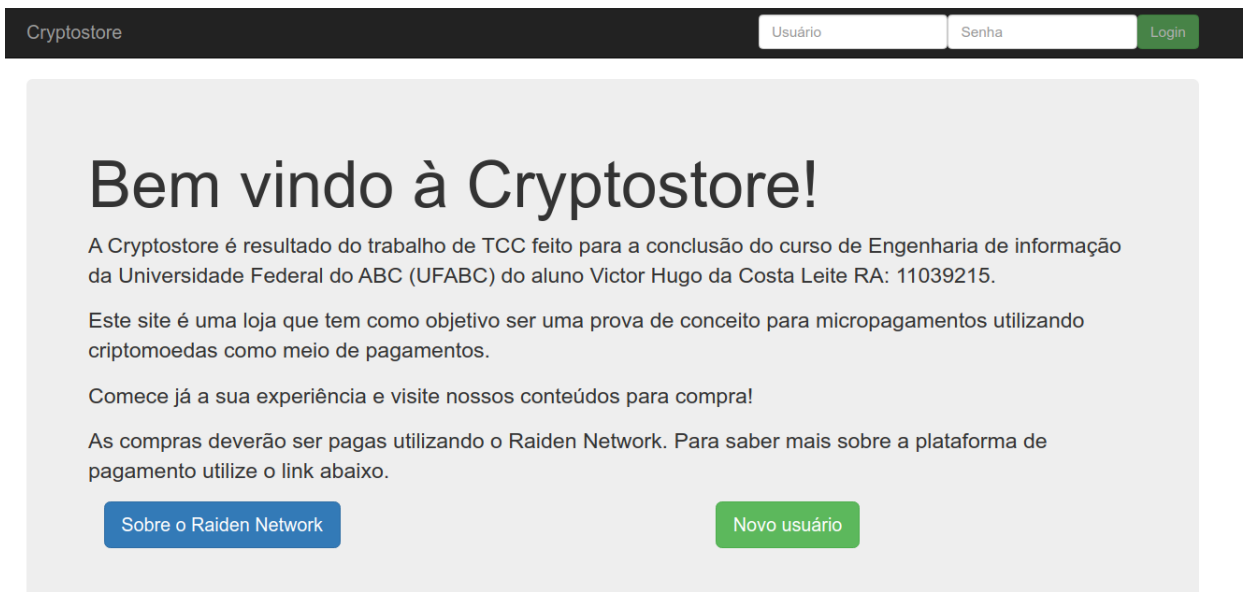 Cryptostore
Usuário
Senha
Login
Bem vindo à Cryptostore!
A Cryptostore é resultado do trabalho de TCC feito para a conclusão do curso de Engenharia de informação
da Universidade Federal do ABC (UFABC) do aluno Victor Hugo da Costa Leite RA: 11039215.
Este site é uma loja que tem como objetivo ser uma prova de conceito para micropagamentos utilizando
criptomoedas como meio de pagamentos.
Comece já a sua experiência e visite nossos conteúdos para compra!
As compras deverão ser pagas utilizando o Raiden Network. Para saber mais sobre a plataforma de
pagamento utilize o link abaixo.
Sobre o Raiden Network
Novo usuário